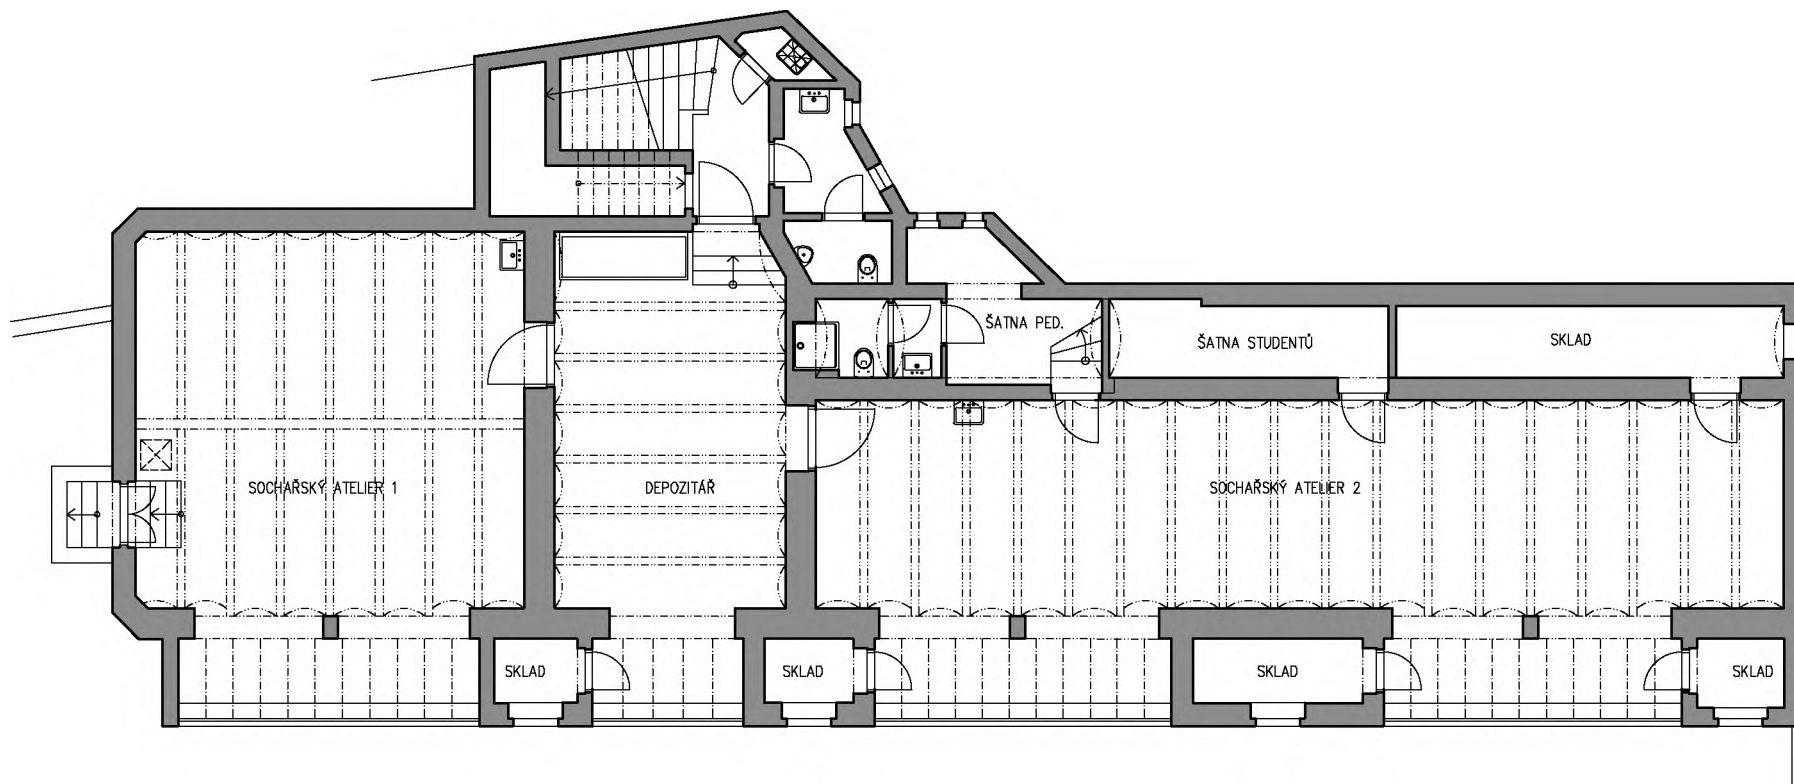 ŠATNA PED.
ŠATNA STUDENTŮ
SKLAD
SOCHAŘSKÝ ATELIER 1
DEPOZITÁŘ
SOCHAŘSKÝ ATELIER 2
SKLAD
SKLAD
SKLAD
SKLAD